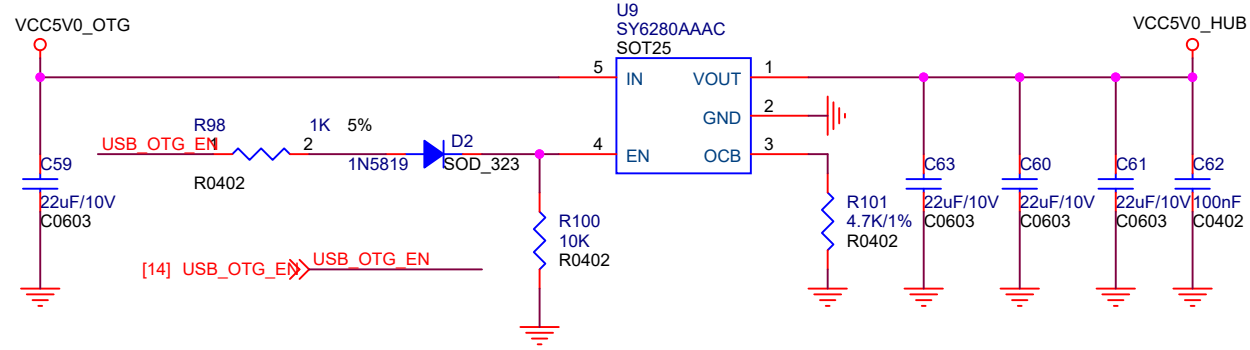 U9
SY6280AAAC
SOT25
VCC5V0_OTG
VCC5V0_HUB
5
IN
VOUT
1
GND
2
4
EN
OCB
3
R98
1K
5%
USB_OTG_EN
1
2
1N5819
D2
SOD_323
R0402
C59
22uF/10V
C0603
R100
10K
R0402
R101
4.7K/1%
R0402
C63
22uF/10V
C0603
C60
22uF/10V
C0603
C61
22uF/10V
C0603
C62
100nF
C0402
[14] USB_OTG_EN
USB_OTG_EN